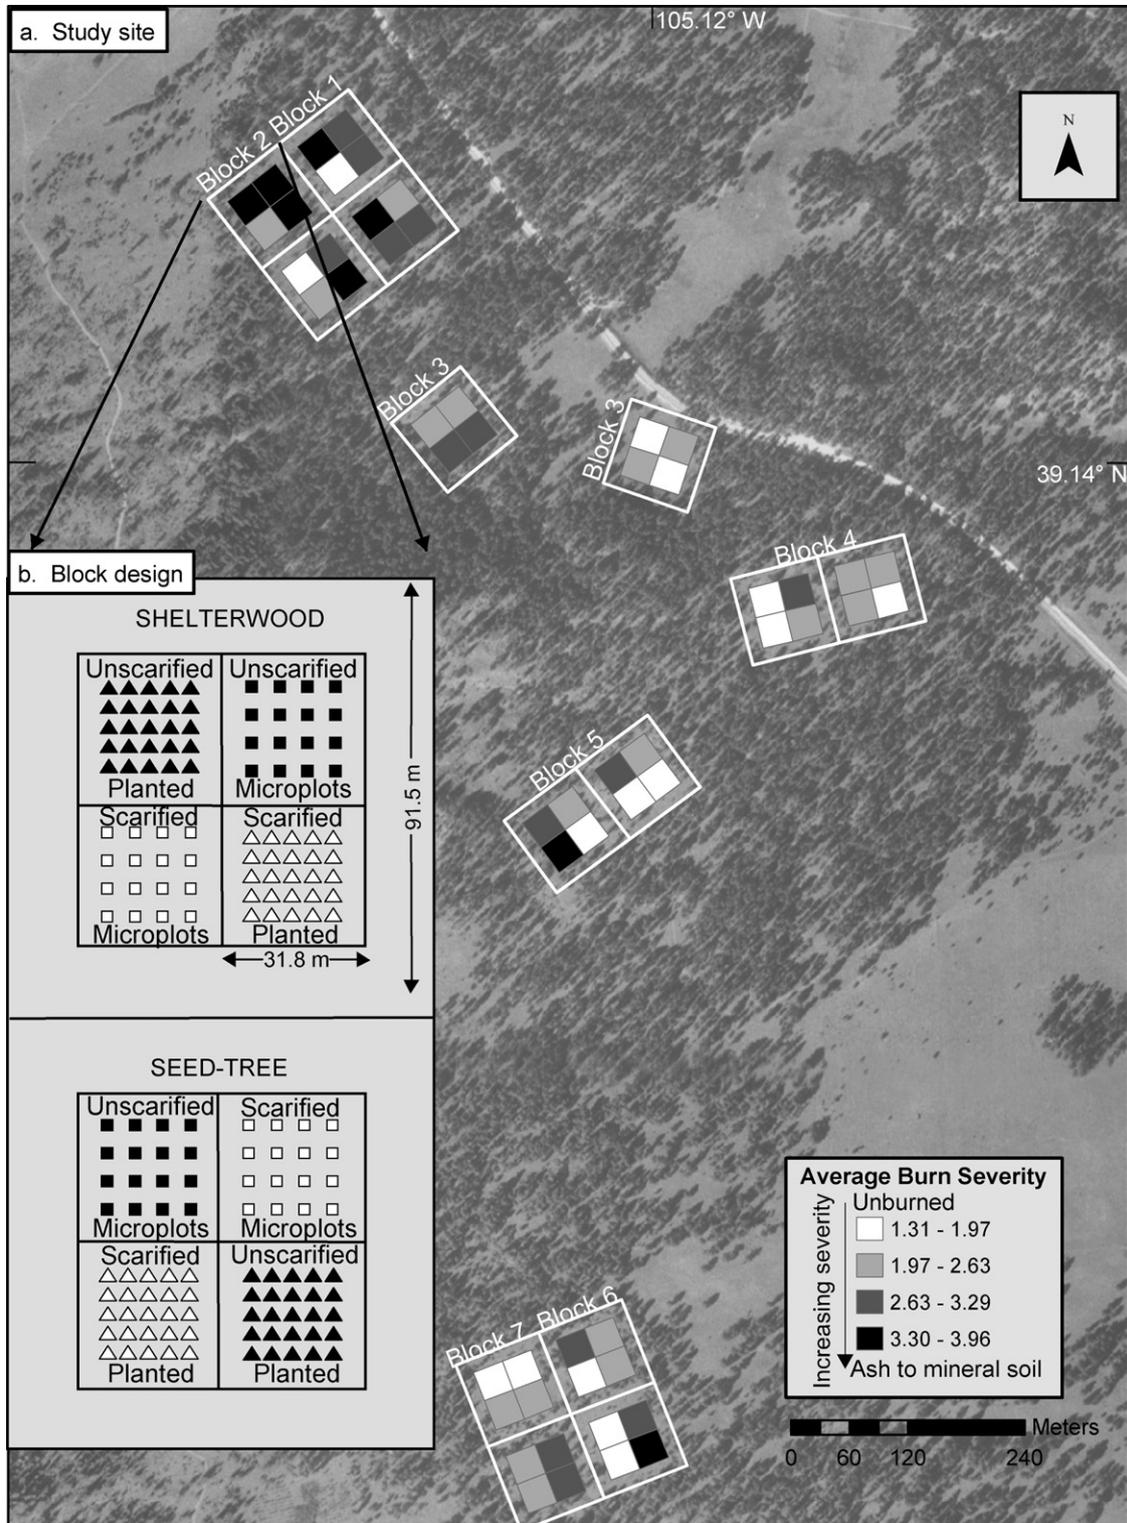 a. Study site
105.12° W
N
Block 1
Block 2
Block 3
Block 3
39.14° N
Block 4
b. Block design
SHELTERWOOD
Unscarified
Unscarified
Planted
Microplots
Scarified
Scarified
Microplots
Planted
31.8 m
91.5 m
Block 5
SEED-TREE
Unscarified
Scarified
Microplots
Microplots
Scarified
Unscarified
Planted
Planted
Block 6
Block 7
Average Burn Severity
Unburned
1.31 - 1.97
1.97 - 2.63
2.63 - 3.29
3.30 - 3.96
Ash to mineral soil
Increasing severity
Meters
0 60 120 240